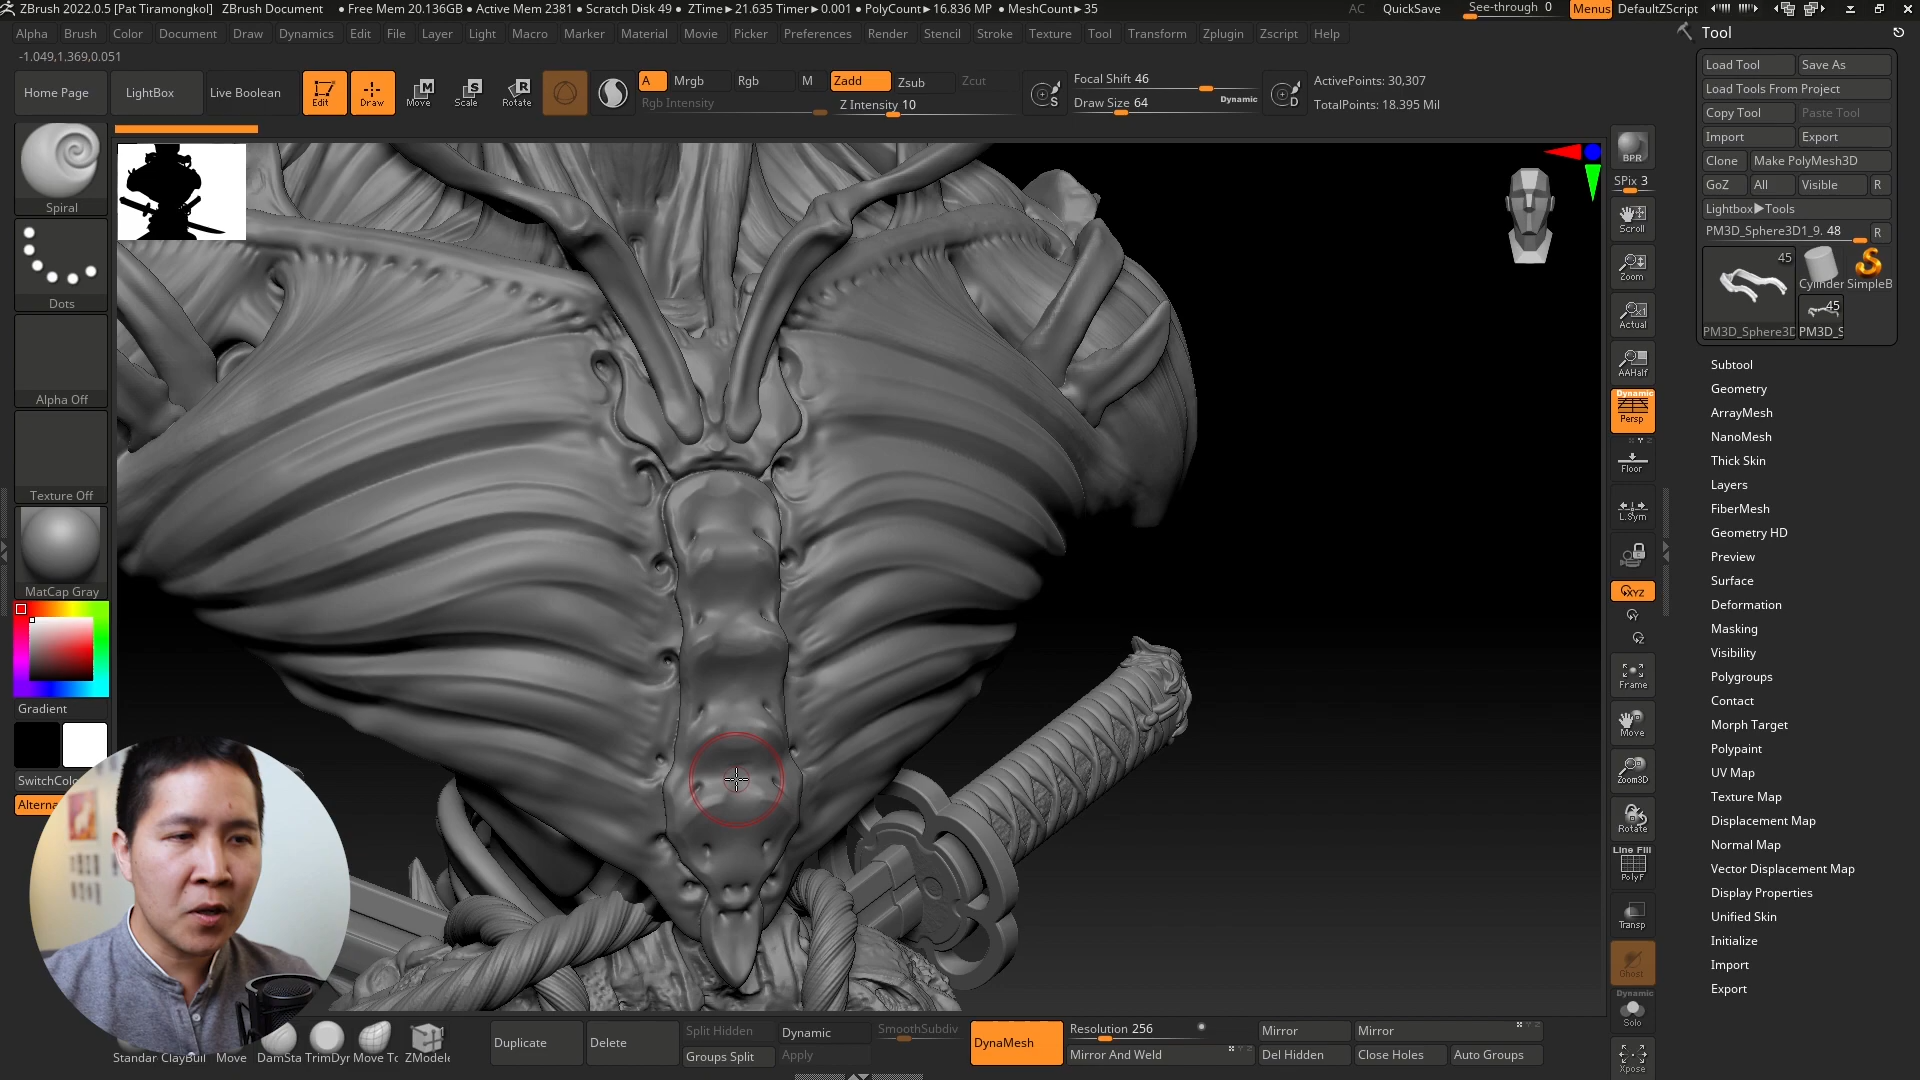 ZBrush 2022.0.5 [Pat Tiramongkol] ZBrush Document • Free Mem 20.136GB • Active Mem 2381 • Scratch Disk 49 • ZTime▶21.635 Timer▶0.001 • PolyCount▶16.836 MP • MeshCount▶35 AC QuickSave See-through 0 Menus DefaultZScript
Alpha Brush Color Document Draw Dynamics Edit File Layer Light Macro Marker Material Movie Picker Preferences Render Stencil Stroke Texture Tool Transform Zplugin Zscript Help
-1.049,1.369,0.051
Home Page LightBox Live Boolean Edit Draw Move Scale Rotate
A Mrgb Rgb M Zadd Zsub Zcut
Rgb Intensity Z Intensity 10
Focal Shift 46
Draw Size 64 Dynamic
ActivePoints: 30,307
TotalPoints: 18.395 Mil
Spiral
Dots
Alpha Off
Texture Off
MatCap Gray
Gradient
SwitchColo
Alterna
BPR
SPix 3
Scroll
Zoom
Actual
AAHalf
Dynamic
Persp
Floor
L.Sym
XYZ
Y
Z
Frame
Move
Zoom3D
Rotate
Line Fill
PolyF
Transp
Ghost
Dynamic
Solo
Xpose
Tool
Load Tool Save As
Load Tools From Project
Copy Tool Paste Tool
Import Export
Clone Make PolyMesh3D
GoZ All Visible R
Lightbox▶Tools
PM3D_Sphere3D1_9. 48 R
45
Cylinder SimpleB
45
PM3D_Sphere3D PM3D_S
Subtool
Geometry
ArrayMesh
NanoMesh
Thick Skin
Layers
FiberMesh
Geometry HD
Preview
Surface
Deformation
Masking
Visibility
Polygroups
Contact
Morph Target
Polypaint
UV Map
Texture Map
Displacement Map
Normal Map
Vector Displacement Map
Display Properties
Unified Skin
Initialize
Import
Export
Standar ClayBuil Move DamSta TrimDyr Move To ZModele
Duplicate Delete Split Hidden
Groups Split
Dynamic
Apply
SmoothSubdiv
DynaMesh
Resolution 256
Mirror And Weld
Mirror Mirror
Del Hidden Close Holes Auto Groups